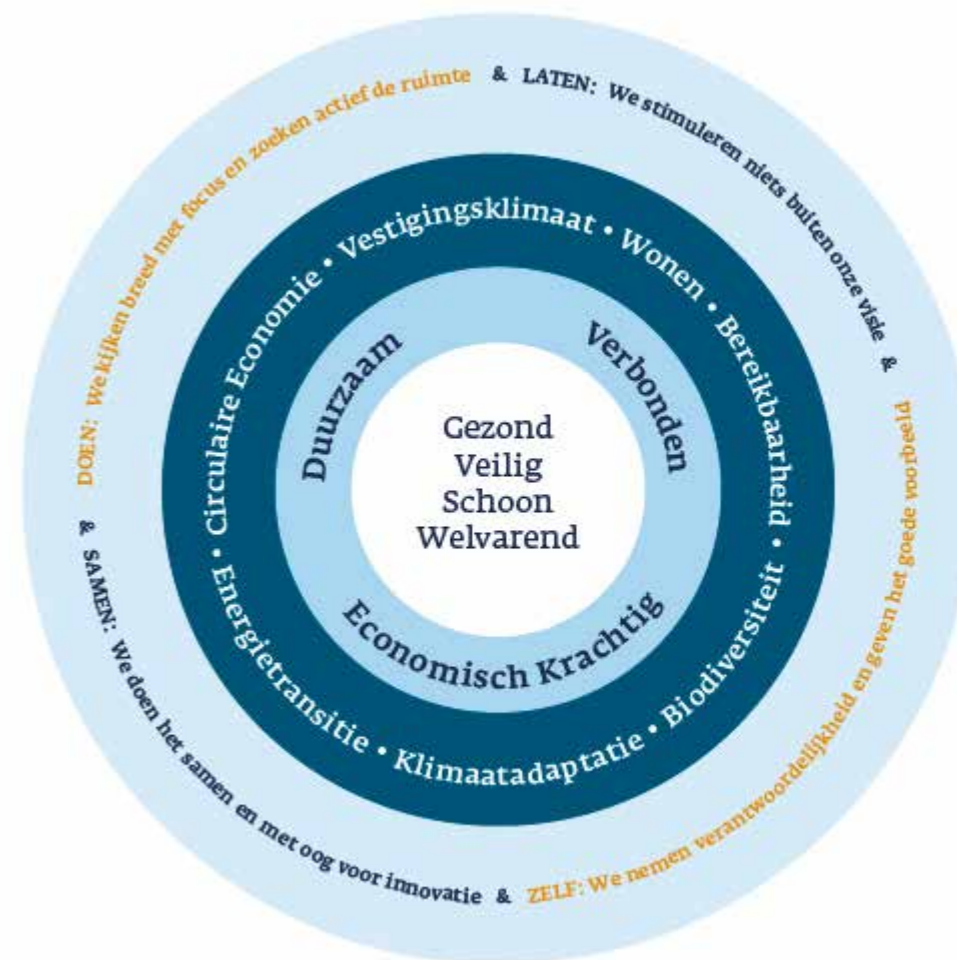 DOEN: We kijken breed met focus en zoeken actief de ruimte
& LATEN: We stimuleren niets buiten onze visie &
ZELF: We nemen verantwoordelijkheid en geven het goede voorbeeld
& SAMEN: We doen het samen en met oog voor innovatie &
Circulaire Economie • Vestigingsklimaat • Wonen • Bereikbaarheid •
Energietransitie • Klimaatadaptatie • Biodiversiteit •
Duurzaam
Verbonden
Economisch Krachtig
Gezond
Veilig
Schoon
Welvarend